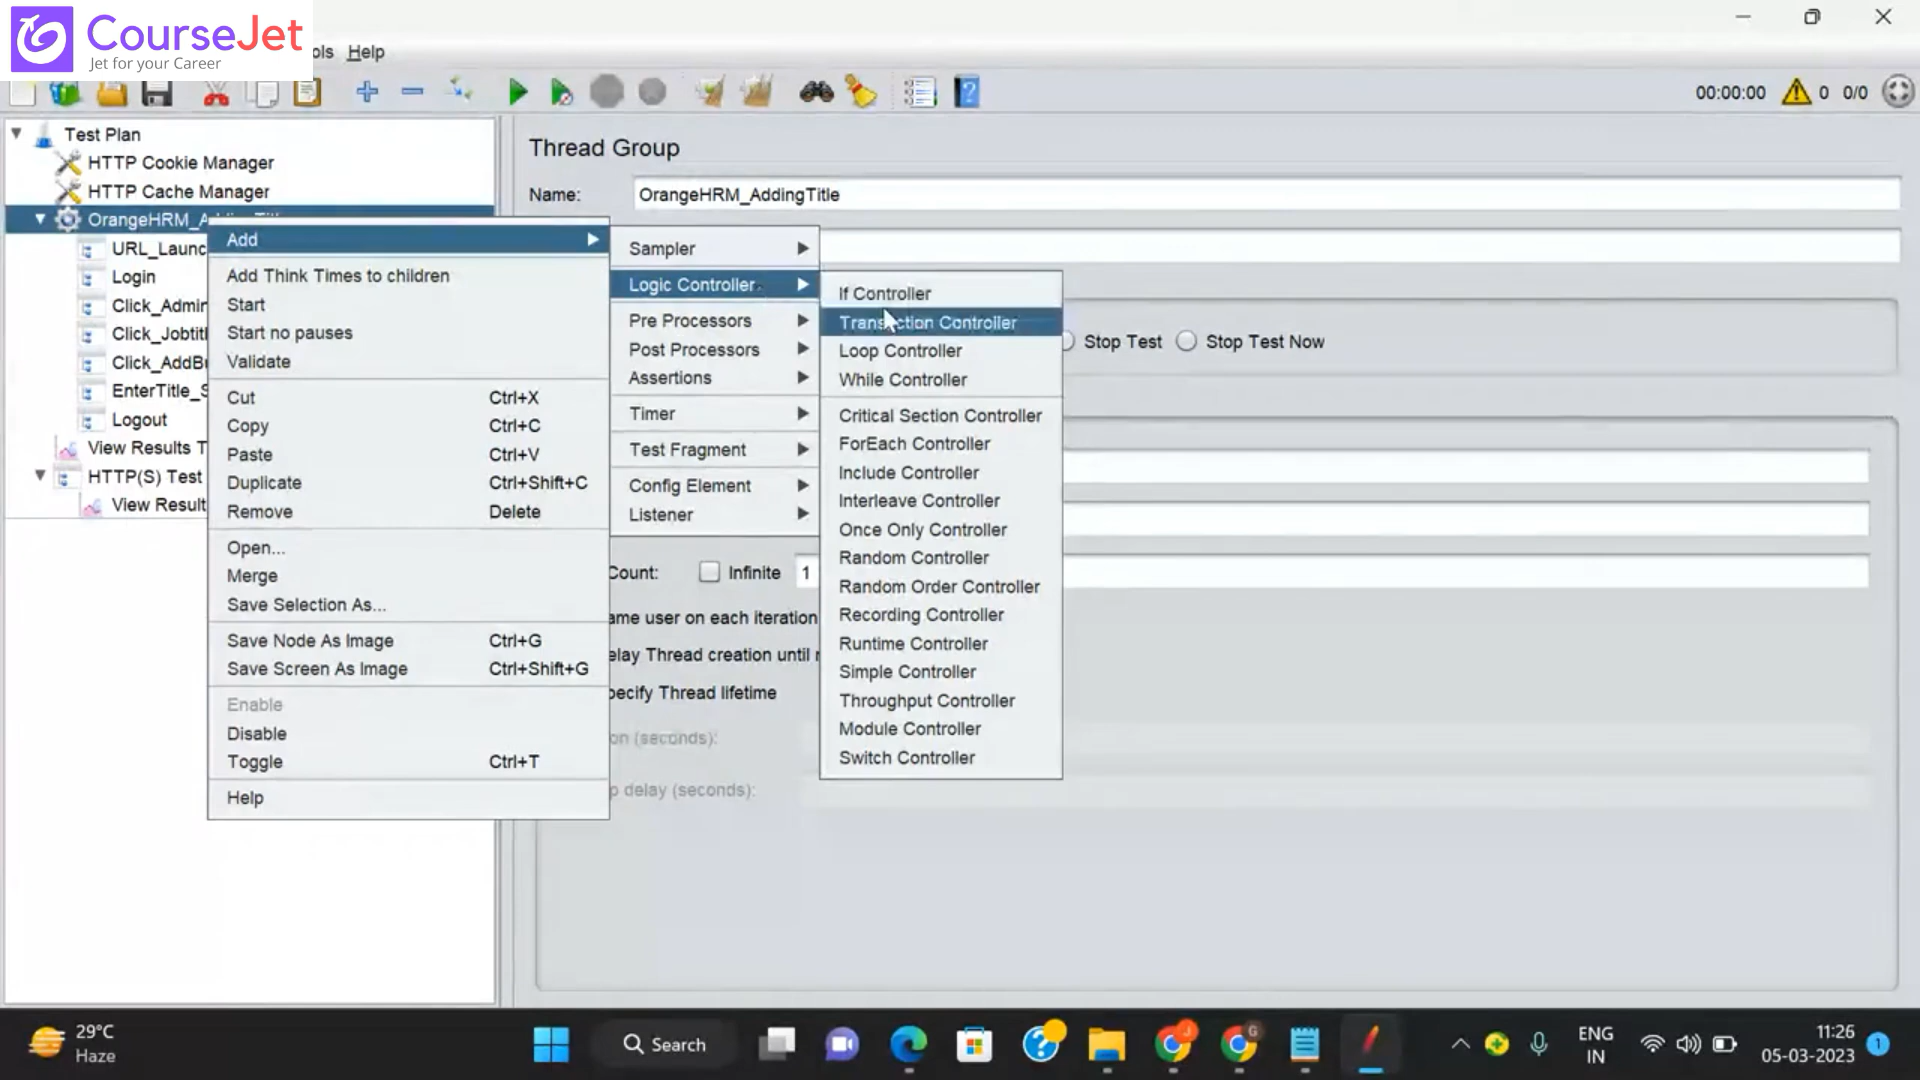 CourseJet
Jet for your Career
ols Help
00:00:00 0 0/0
Test Plan
HTTP Cookie Manager
HTTP Cache Manager
OrangeHRM_
URL_Launc
Login
Click_Admin
Click_Jobtitl
Click_AddB
EnterTitle_S
Logout
View Results T
HTTP(S) Test
View Result
Add
Add Think Times to children
Start
Start no pauses
Validate
Cut Ctrl+X
Copy Ctrl+C
Paste Ctrl+V
Duplicate Ctrl+Shift+C
Remove Delete
Open...
Merge
Save Selection As...
Save Node As Image Ctrl+G
Save Screen As Image Ctrl+Shift+G
Enable
Disable
Toggle Ctrl+T
Help
Sampler
Logic Controller
Pre Processors
Post Processors
Assertions
Timer
Test Fragment
Config Element
Listener
If Controller
Transaction Controller
Loop Controller
While Controller
Critical Section Controller
ForEach Controller
Include Controller
Interleave Controller
Once Only Controller
Random Controller
Random Order Controller
Recording Controller
Runtime Controller
Simple Controller
Throughput Controller
Module Controller
Switch Controller
Thread Group
Name: OrangeHRM_AddingTitle
Stop Test Stop Test Now
Count: Infinite 1
ame user on each iteration
elay Thread creation until
pecify Thread lifetime
on (seconds):
p delay (seconds):
29°C
Haze
Search
ENG
IN
11:26
05-03-2023
1